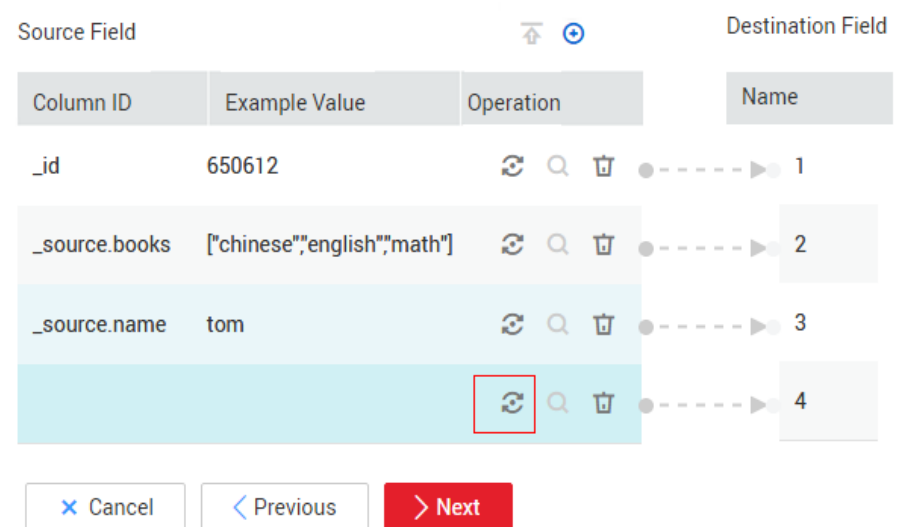 Source Field
Destination Field
Column ID Example Value Operation Name
_id 650612 1
_source.books ["chinese"","english"","math"] 2
_source.name tom 3
4
Cancel Previous Next